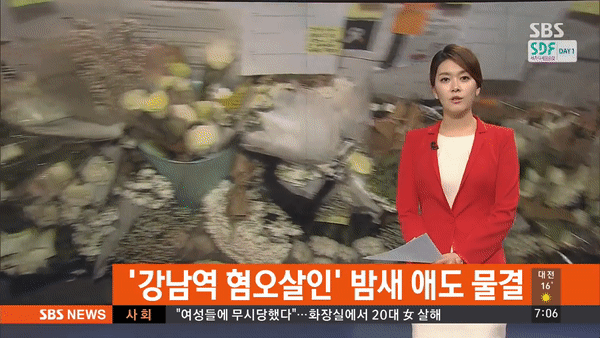 SBS
SDF DAY 1
'강남역 혐오살인' 밤새 애도 물결
대전
16°
SBS NEWS
사 회
"여성들에 무시당했다"…화장실에서 20대 女 살해
7:06